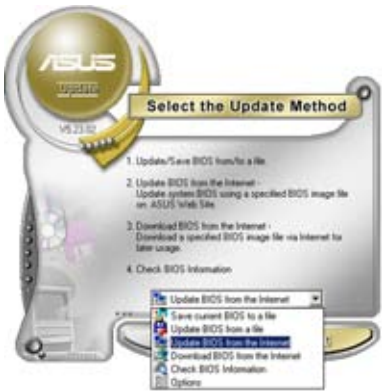 ASUS
Update
V5.23.02
Select the Update Method
1. Update/Save BIOS from/to a file
2. Update BIOS from the Internet -
Update system BIOS using a specified BIOS image file
on ASUS Web Site.
3. Download BIOS from the Internet -
Download a specified BIOS image file via Internet for
later usage.
4. Check BIOS Information
Update BIOS from the Internet
Save current BIOS to a file
Update BIOS from a file
Update BIOS from the Internet
Download BIOS from the Internet
Check BIOS Information
Options